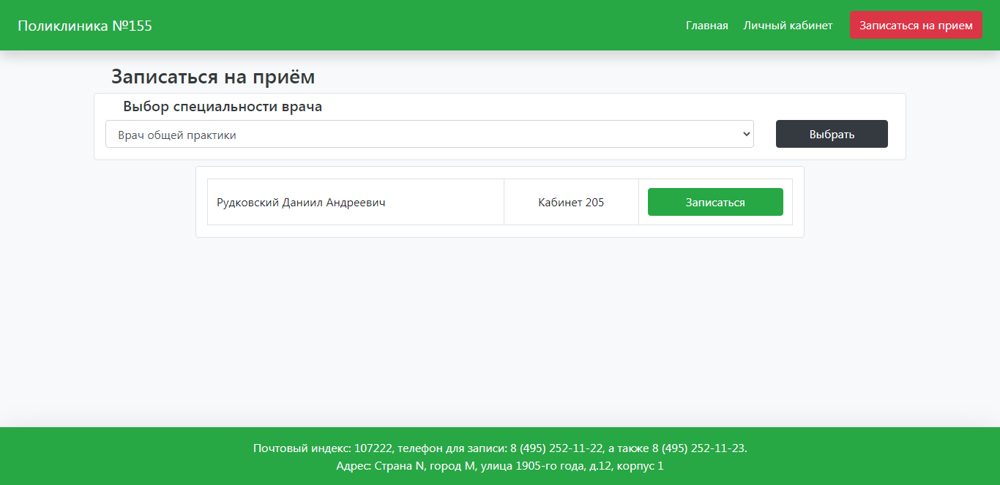 Поликлиника №155
Главная Личный кабинет Записаться на прием
Записаться на приём
Выбор специальности врача
Врач общей практики Выбрать
Рудковский Даниил Андреевич Кабинет 205 Записаться
Почтовый индекс: 107222, телефон для записи: 8 (495) 252-11-22, а также 8 (495) 252-11-23.
Адрес: Страна N, город M, улица 1905-го года, д.12, корпус 1